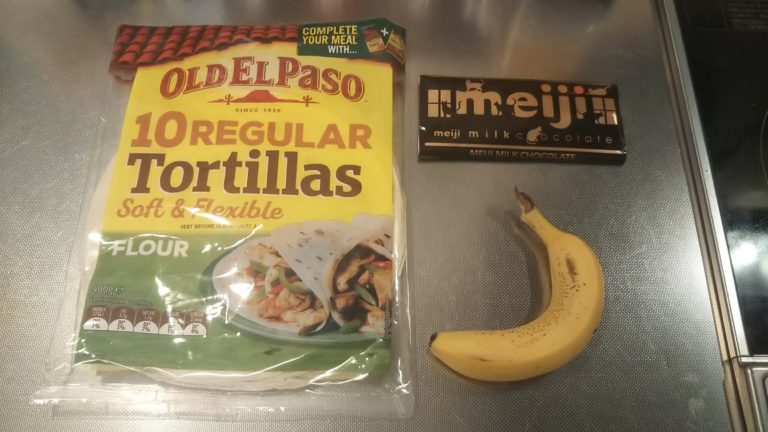 COMPLETE
YOUR MEAL
WITH...
OLD EL PASO
SINCE 1938
10 REGULAR
Tortillas
Soft & Flexible
FLOUR
400g
meiji
meiji milk chocolate
MEIJI MILK CHOCOLATE